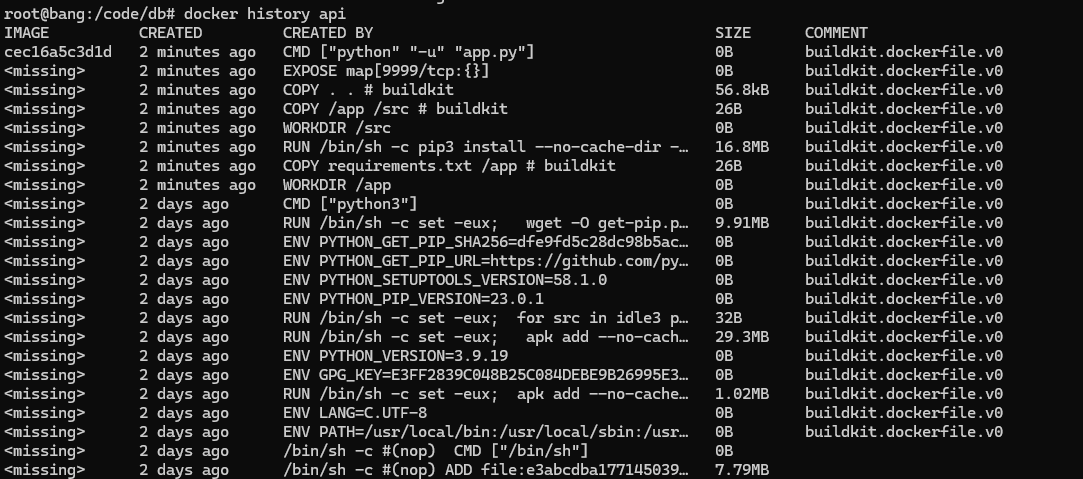 root@bang:/code/db# docker history api
IMAGE CREATED CREATED BY SIZE COMMENT
cec16a5c3d1d 2 minutes ago CMD ["python" "-u" "app.py"] 0B buildkit.dockerfile.v0
<missing> 2 minutes ago EXPOSE map[9999/tcp:{}] 0B buildkit.dockerfile.v0
<missing> 2 minutes ago COPY . . # buildkit 56.8kB buildkit.dockerfile.v0
<missing> 2 minutes ago COPY /app /src # buildkit 26B buildkit.dockerfile.v0
<missing> 2 minutes ago WORKDIR /src 0B buildkit.dockerfile.v0
<missing> 2 minutes ago RUN /bin/sh -c pip3 install --no-cache-dir -… 16.8MB buildkit.dockerfile.v0
<missing> 2 minutes ago COPY requirements.txt /app # buildkit 26B buildkit.dockerfile.v0
<missing> 2 minutes ago WORKDIR /app 0B buildkit.dockerfile.v0
<missing> 2 days ago CMD ["python3"] 0B buildkit.dockerfile.v0
<missing> 2 days ago RUN /bin/sh -c set -eux; wget -O get-pip.p… 9.91MB buildkit.dockerfile.v0
<missing> 2 days ago ENV PYTHON_GET_PIP_SHA256=dfe9fd5c28dc98b5ac… 0B buildkit.dockerfile.v0
<missing> 2 days ago ENV PYTHON_GET_PIP_URL=https://github.com/py… 0B buildkit.dockerfile.v0
<missing> 2 days ago ENV PYTHON_SETUPTOOLS_VERSION=58.1.0 0B buildkit.dockerfile.v0
<missing> 2 days ago ENV PYTHON_PIP_VERSION=23.0.1 0B buildkit.dockerfile.v0
<missing> 2 days ago RUN /bin/sh -c set -eux; for src in idle3 p… 32B buildkit.dockerfile.v0
<missing> 2 days ago RUN /bin/sh -c set -eux; apk add --no-cach… 29.3MB buildkit.dockerfile.v0
<missing> 2 days ago ENV PYTHON_VERSION=3.9.19 0B buildkit.dockerfile.v0
<missing> 2 days ago ENV GPG_KEY=E3FF2839C048B25C084DEBE9B26995E3… 0B buildkit.dockerfile.v0
<missing> 2 days ago RUN /bin/sh -c set -eux; apk add --no-cache… 1.02MB buildkit.dockerfile.v0
<missing> 2 days ago ENV LANG=C.UTF-8 0B buildkit.dockerfile.v0
<missing> 2 days ago ENV PATH=/usr/local/bin:/usr/local/sbin:/usr… 0B buildkit.dockerfile.v0
<missing> 2 days ago /bin/sh -c #(nop) CMD ["/bin/sh"] 0B
<missing> 2 days ago /bin/sh -c #(nop) ADD file:e3abcdba177145039… 7.79MB